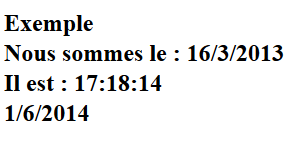 Exemple
Nous sommes le : 16/3/2013
Il est : 17:18:14
1/6/2014